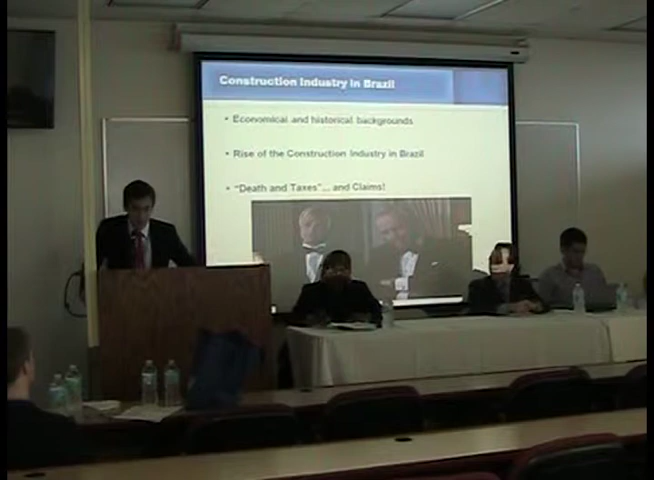 Construction Industry in Brazil
• Economical and historical backgrounds
• Rise of the Construction Industry in Brazil
• "Death and Taxes"... and Claims!